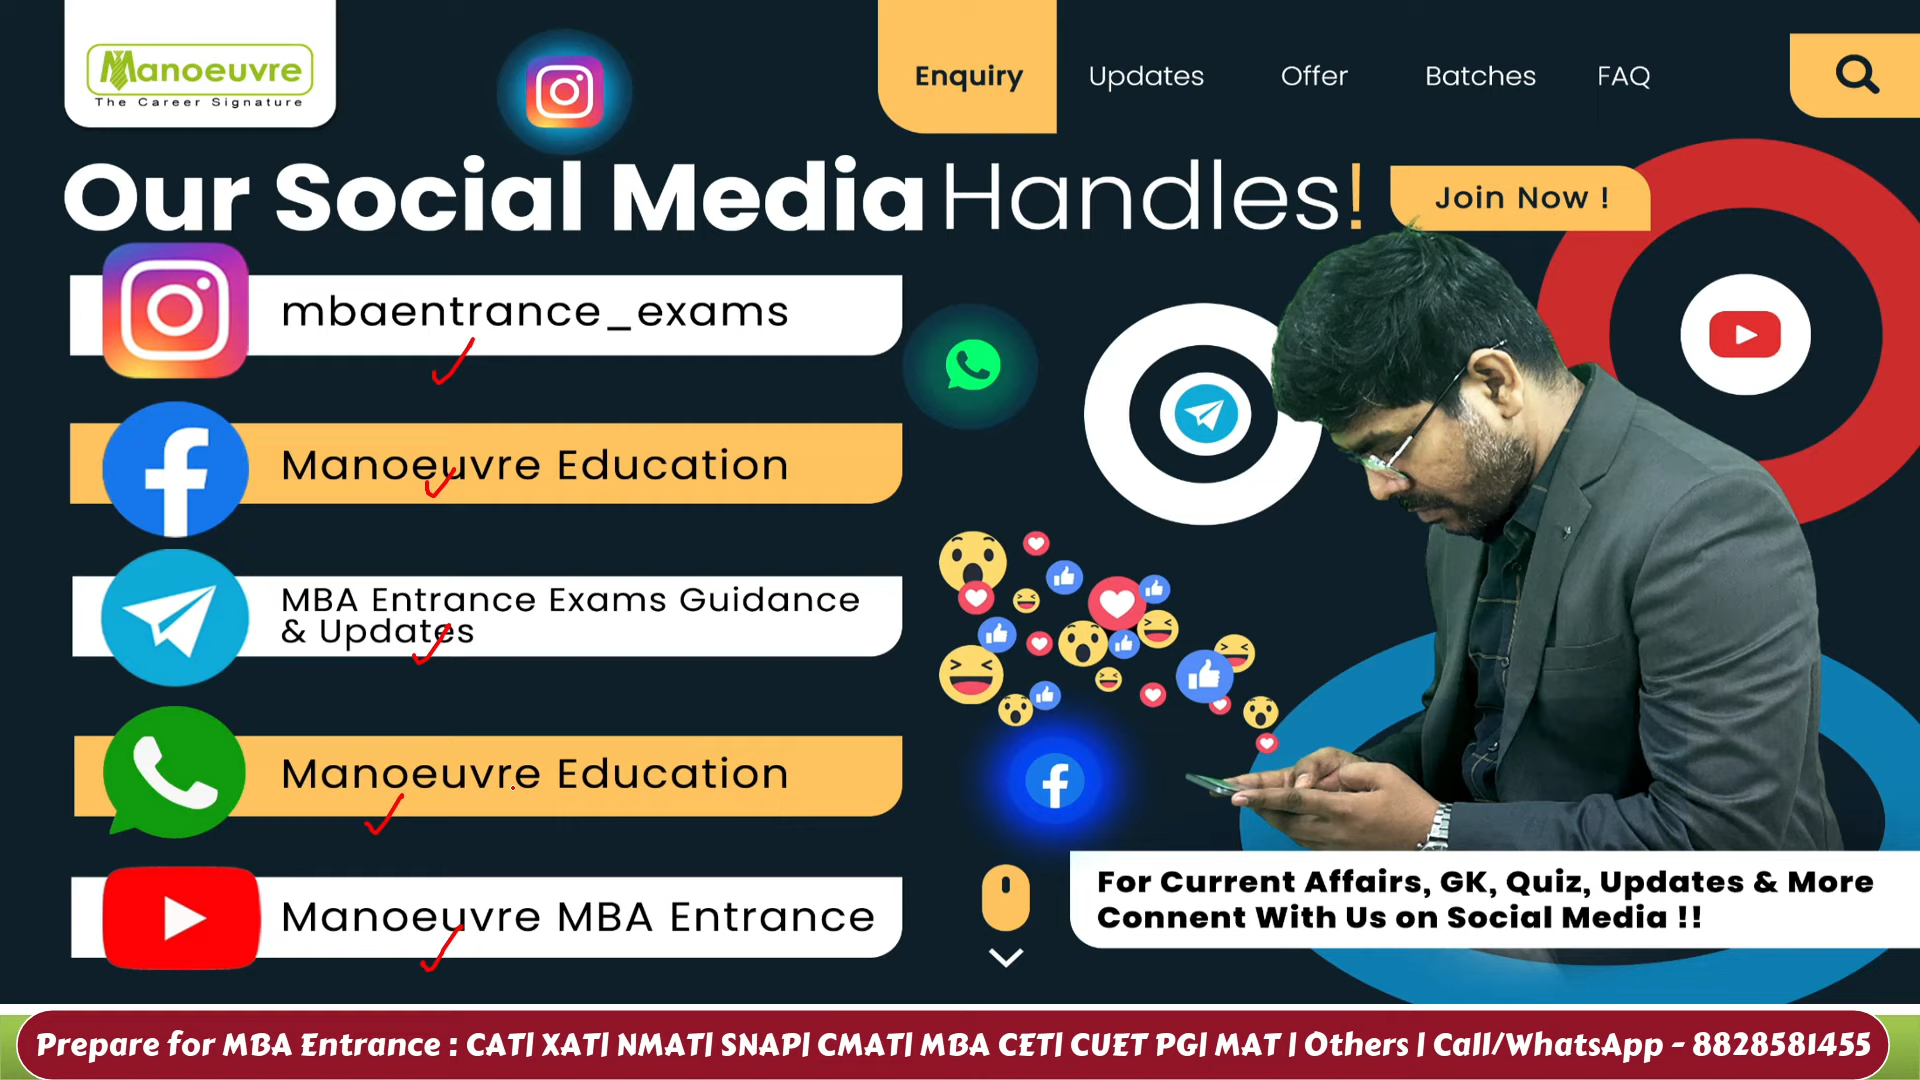 Manoeuvre
The Career Signature
Enquiry
Updates
Offer
Batches
FAQ
Our Social Media Handles!
Join Now !
mbaentrance_exams
Manoeuvre Education
MBA Entrance Exams Guidance
& Updates
Manoeuvre Education
Manoeuvre MBA Entrance
For Current Affairs, GK, Quiz, Updates & More
Connent With Us on Social Media !!
Prepare for MBA Entrance : CAT| XAT| NMAT| SNAP| CMAT| MBA CET| CUET PG| MAT | Others | Call/WhatsApp - 8828581455